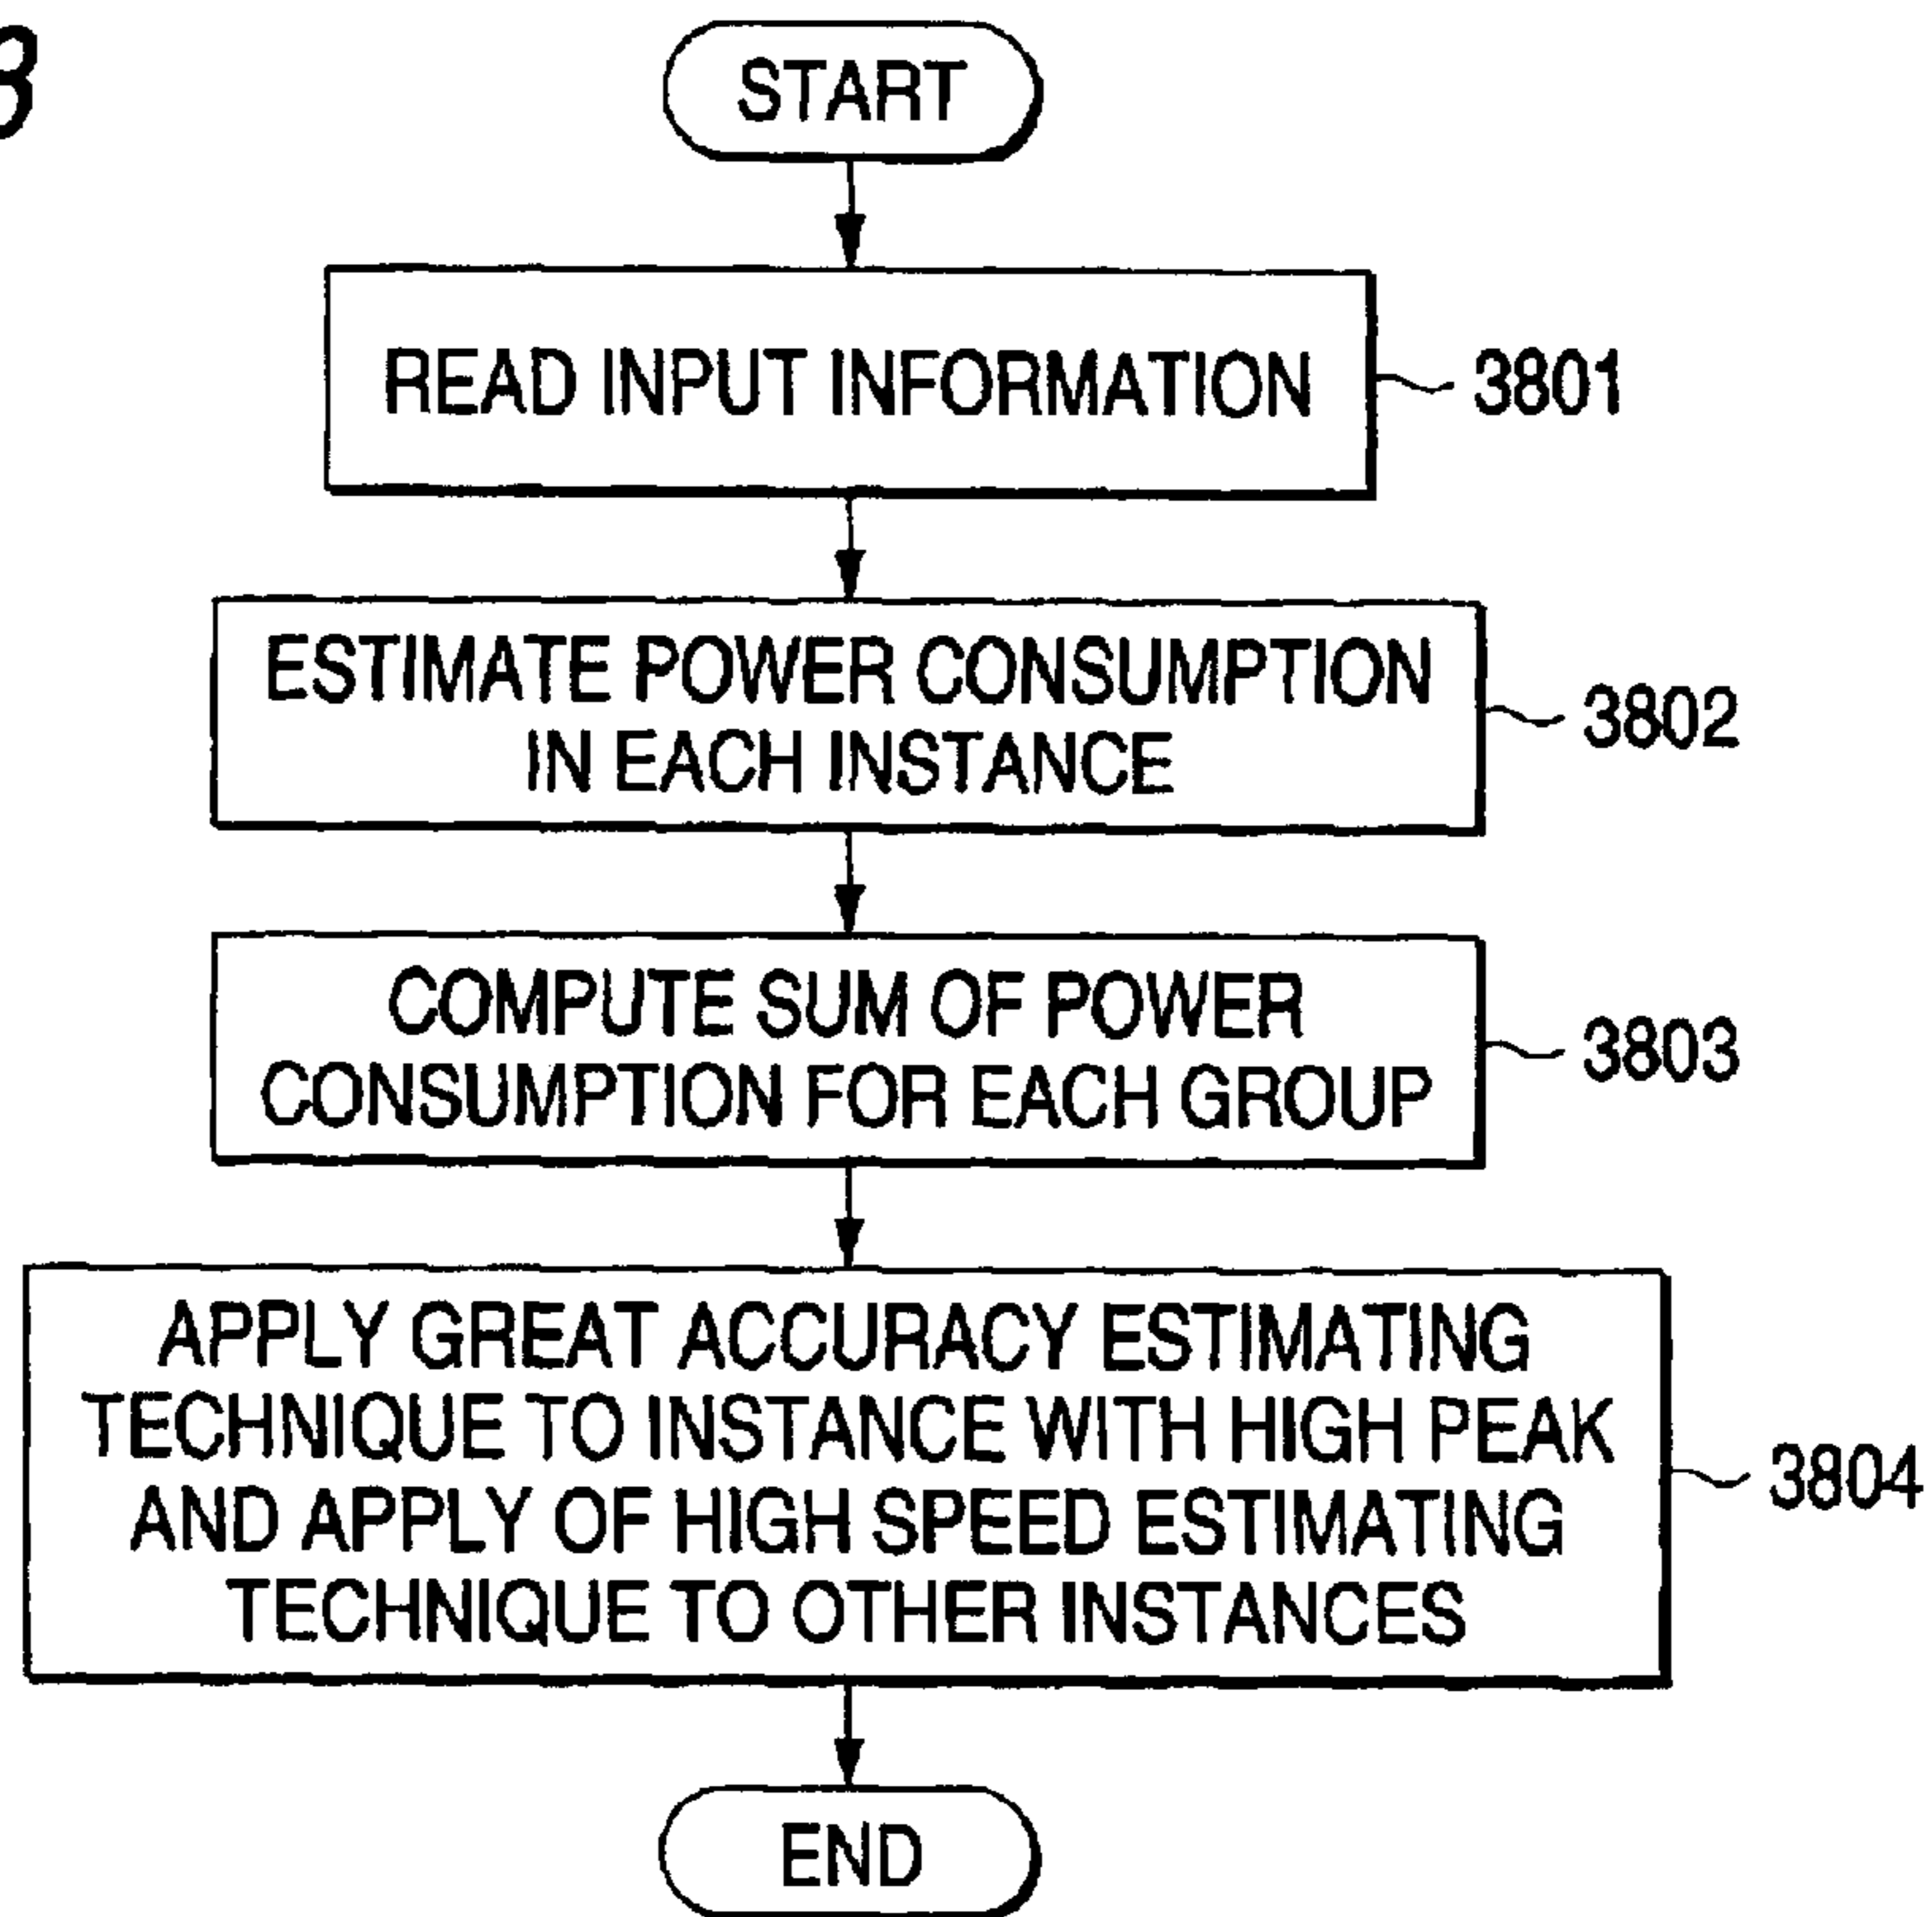 START
READ INPUT INFORMATION
3801
ESTIMATE POWER CONSUMPTION
IN EACH INSTANCE
3802
COMPUTE SUM OF POWER
CONSUMPTION FOR EACH GROUP
3803
APPLY GREAT ACCURACY ESTIMATING
TECHNIQUE TO INSTANCE WITH HIGH PEAK
AND APPLY OF HIGH SPEED ESTIMATING
TECHNIQUE TO OTHER INSTANCES
3804
END